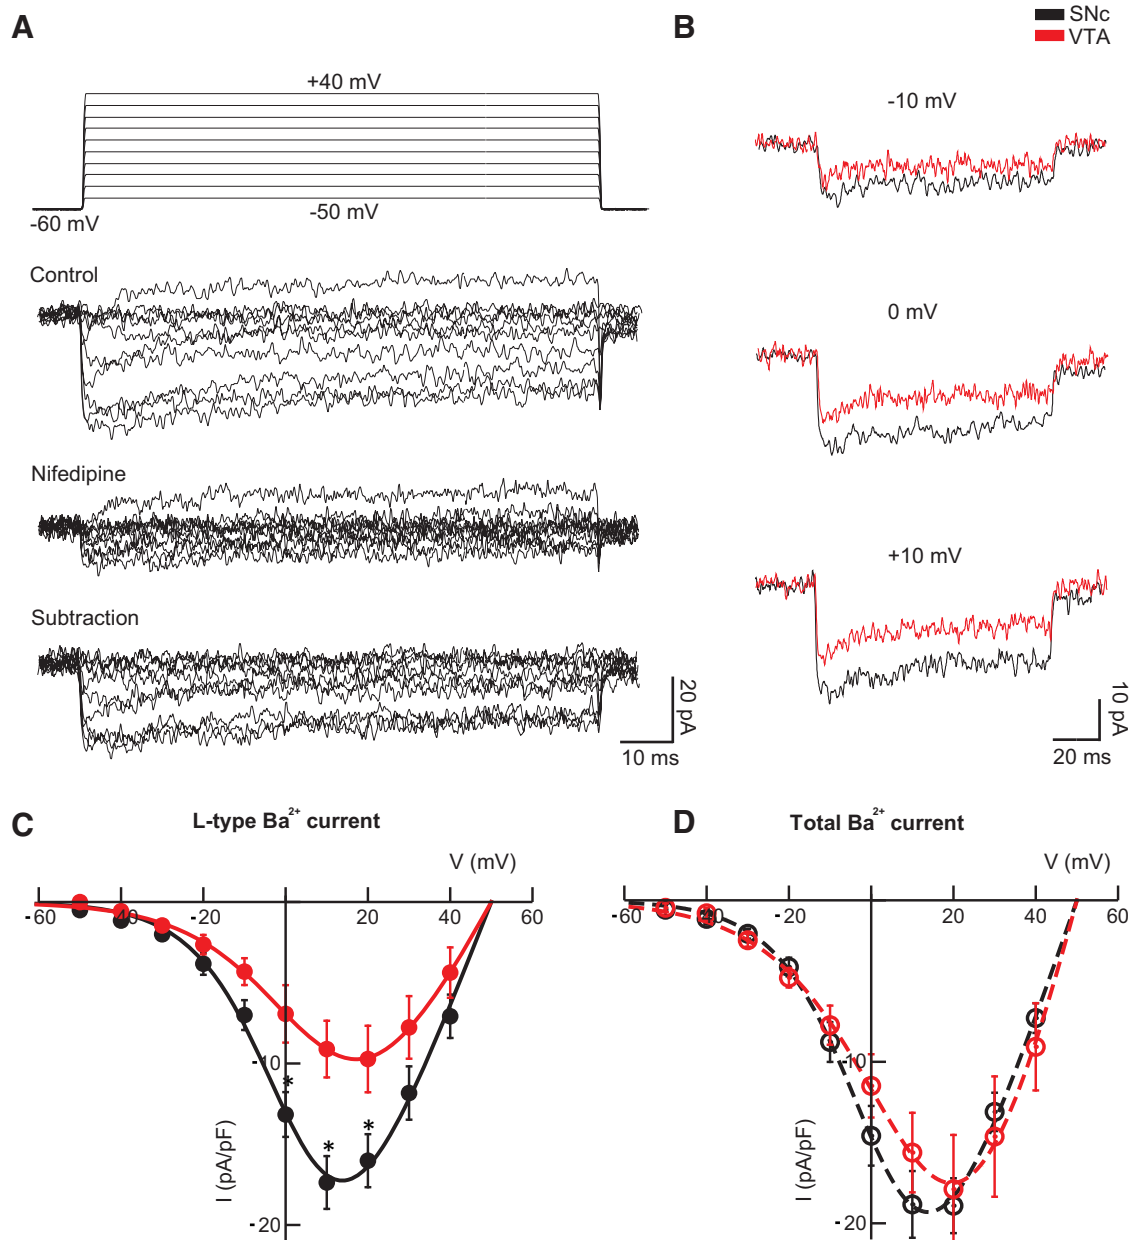 A
B
SNc
VTA
+40 mV
-50 mV
-60 mV
-10 mV
Control
0 mV
Nifedipine
+10 mV
Subtraction
20 pA
10 ms
10 pA
20 ms
C
L-type Ba²⁺ current
V (mV)
-60
-40
-20
20
40
60
-10
*
*
*
I (pA/pF)
-20
D
Total Ba²⁺ current
V (mV)
-60
-40
-20
20
40
60
-10
I (pA/pF)
-20